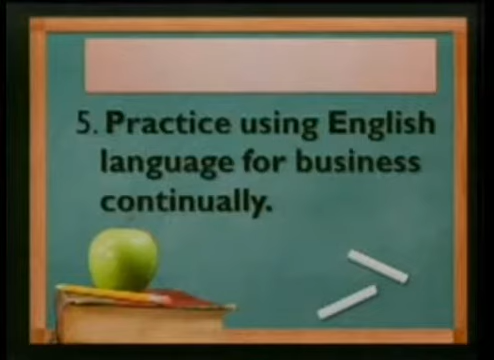 5. Practice using English
language for business
continually.